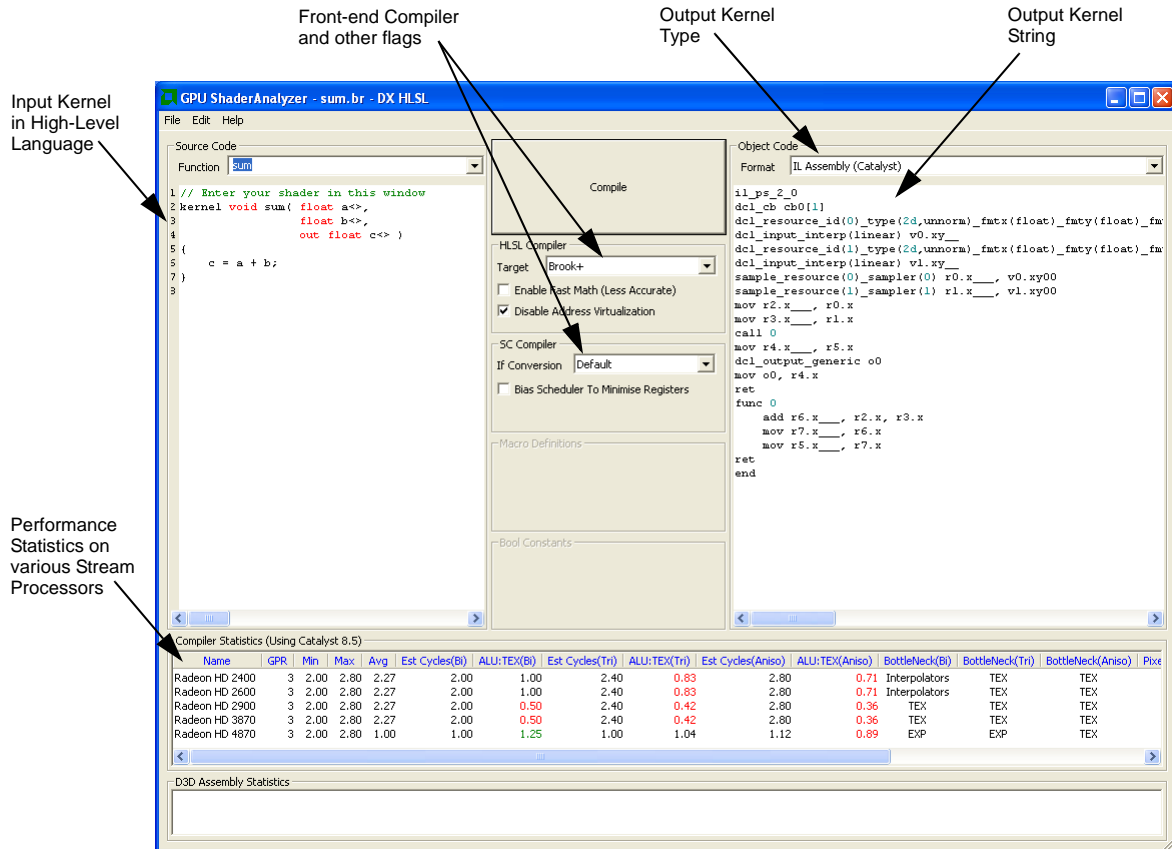 Front-end Compiler
and other flags
Output Kernel
Type
Output Kernel
String
Input Kernel
in High-Level
Language
Performance
Statistics on
various Stream
Processors
GPU ShaderAnalyzer - sum.br - DX HLSL
File Edit Help
Source Code
Function sum
1 // Enter your shader in this window
2 kernel void sum( float a<>,
3 float b<>,
4 out float c<> )
5 {
6 c = a + b;
7 }
8
Compile
HLSL Compiler
Target Brook+
Enable Fast Math (Less Accurate)
Disable Address Virtualization
SC Compiler
If Conversion Default
Bias Scheduler To Minimise Registers
Macro Definitions
Bool Constants
Object Code
Format IL Assembly (Catalyst)
il_ps_2_0
dcl_cb cb0[1]
dcl_resource_id(0)_type(2d,unnorm)_fmtx(float)_fmty(float)_fm
dcl_input_interp(linear) v0.xy__
dcl_resource_id(1)_type(2d,unnorm)_fmtx(float)_fmty(float)_fm
dcl_input_interp(linear) v1.xy__
sample_resource(0)_sampler(0) r0.x___, v0.xy00
sample_resource(1)_sampler(1) r1.x___, v1.xy00
mov r2.x___, r0.x
mov r3.x___, r1.x
call 0
mov r4.x___, r5.x
dcl_output_generic o0
mov o0, r4.x
ret
func 0
add r6.x___, r2.x, r3.x
mov r7.x___, r6.x
mov r5.x___, r7.x
ret
end
Compiler Statistics (Using Catalyst 8.5)
Name GPR Min Max Avg Est Cycles(Bi) ALU:TEX(Bi) Est Cycles(Tri) ALU:TEX(Tri) Est Cycles(Aniso) ALU:TEX(Aniso) BottleNeck(Bi) BottleNeck(Tri) BottleNeck(Aniso) Pixe
Radeon HD 2400 3 2.00 2.80 2.27 2.00 1.00 2.40 0.83 2.80 0.71 Interpolators TEX TEX
Radeon HD 2600 3 2.00 2.80 2.27 2.00 1.00 2.40 0.83 2.80 0.71 Interpolators TEX TEX
Radeon HD 2900 3 2.00 2.80 2.27 2.00 0.50 2.40 0.42 2.80 0.36 TEX TEX TEX
Radeon HD 3870 3 2.00 2.80 2.27 2.00 0.50 2.40 0.42 2.80 0.36 TEX TEX TEX
Radeon HD 4870 3 2.00 2.80 1.00 1.00 1.25 1.00 1.04 1.12 0.89 EXP EXP TEX
D3D Assembly Statistics